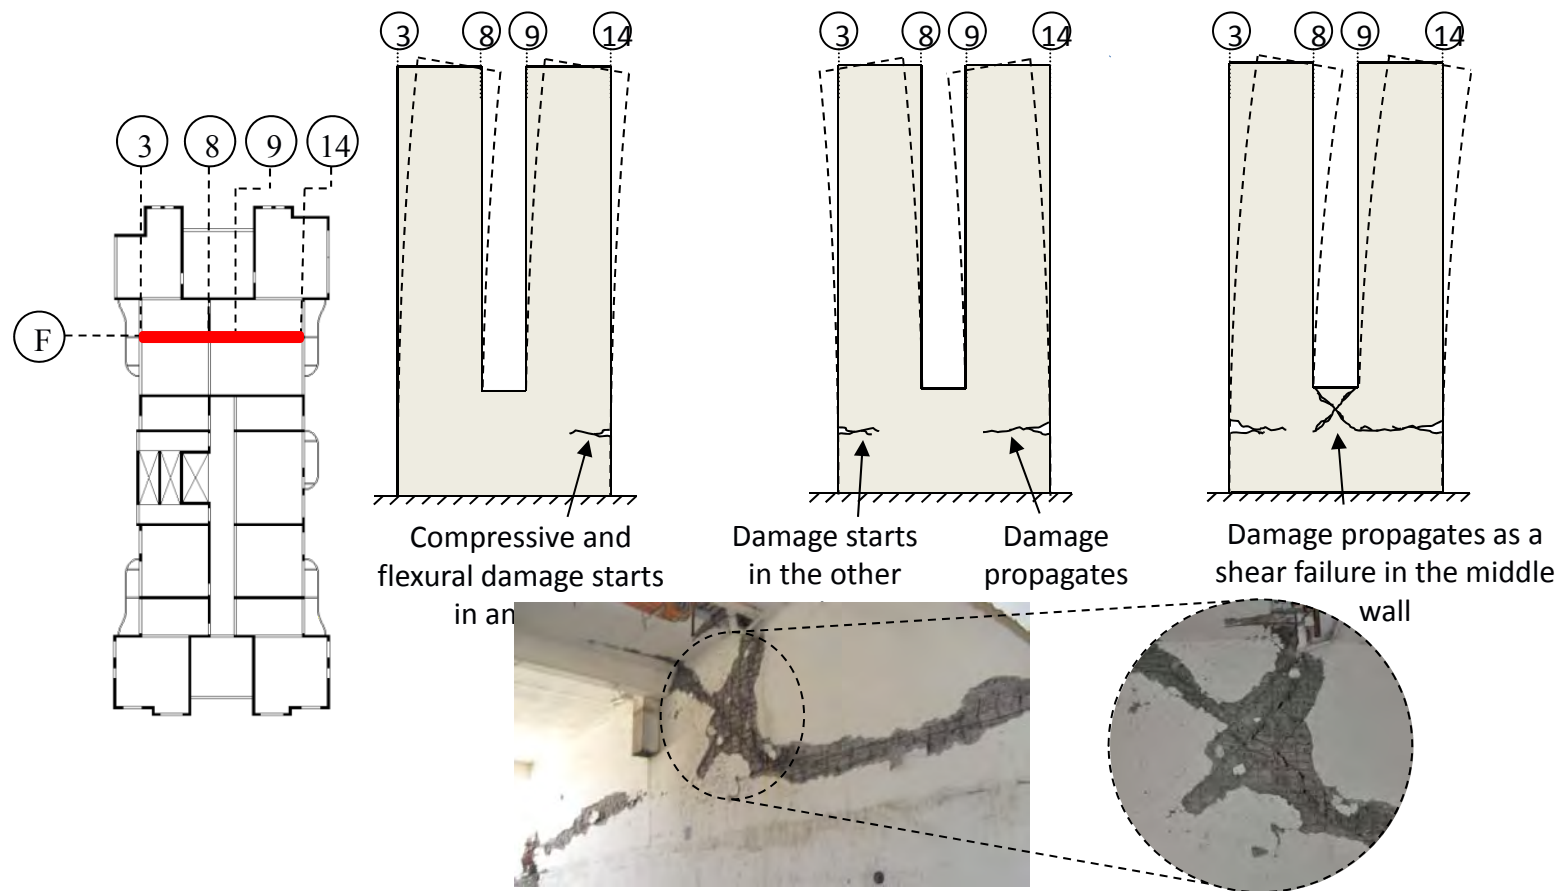 3 8 9 14
3 8 9 14
3 8 9 14
3 8 9 14
F
Compressive and
flexural damage starts
in an
Damage starts
in the other
Damage
propagates
Damage propagates as a
shear failure in the middle
wall